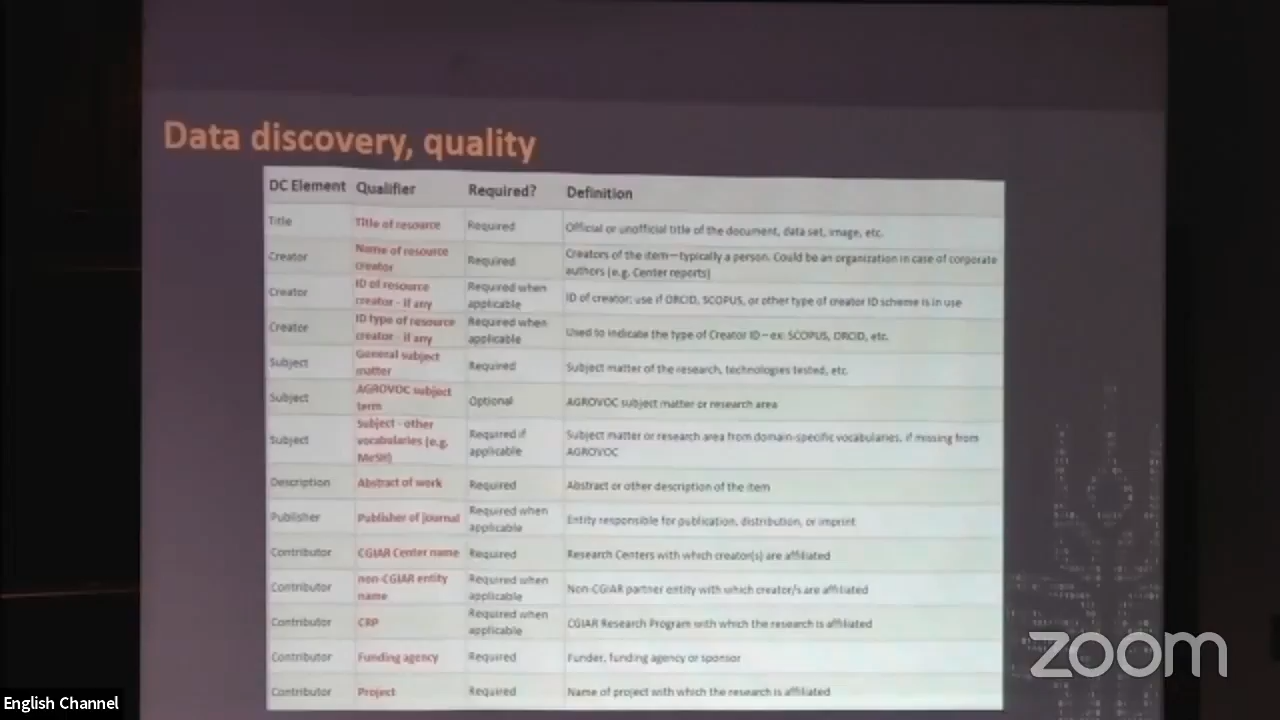 Data discovery, quality
DC Element Qualifier Required? Definition
Title Title of resource Required Official or unofficial title of the document, data set, image, etc.
Creator Name of resource creator Required Creators of the item—typically a person. Could be an organization in case of corporate authors (e.g. Center reports)
Creator ID of resource creator - if any Required when applicable ID of creator; use if ORCID, SCOPUS, or other type of creator ID scheme is in use
Creator ID type of resource creator - if any Required when applicable Used to indicate the type of Creator ID – ex: SCOPUS, ORCID, etc.
Subject General subject matter Required Subject matter of the research, technologies tested, etc.
Subject AGROVOC subject term Optional AGROVOC subject matter or research area
Subject Subject - other vocabularies (e.g. MeSH) Required if applicable Subject matter or research area from domain-specific vocabularies, if missing from AGROVOC
Description Abstract of work Required Abstract or other description of the item
Publisher Publisher of journal Required when applicable Entity responsible for publication, distribution, or imprint
Contributor CGIAR Center name Required Research Centers with which creator(s) are affiliated
Contributor non-CGIAR entity name Required when applicable Non-CGIAR partner entity with which creator/s are affiliated
Contributor CRP Required when applicable CGIAR Research Program with which the research is affiliated
Contributor Funding agency Required Funder, funding agency or sponsor
Contributor Project Required Name of project with which the research is affiliated
zoom
English Channel